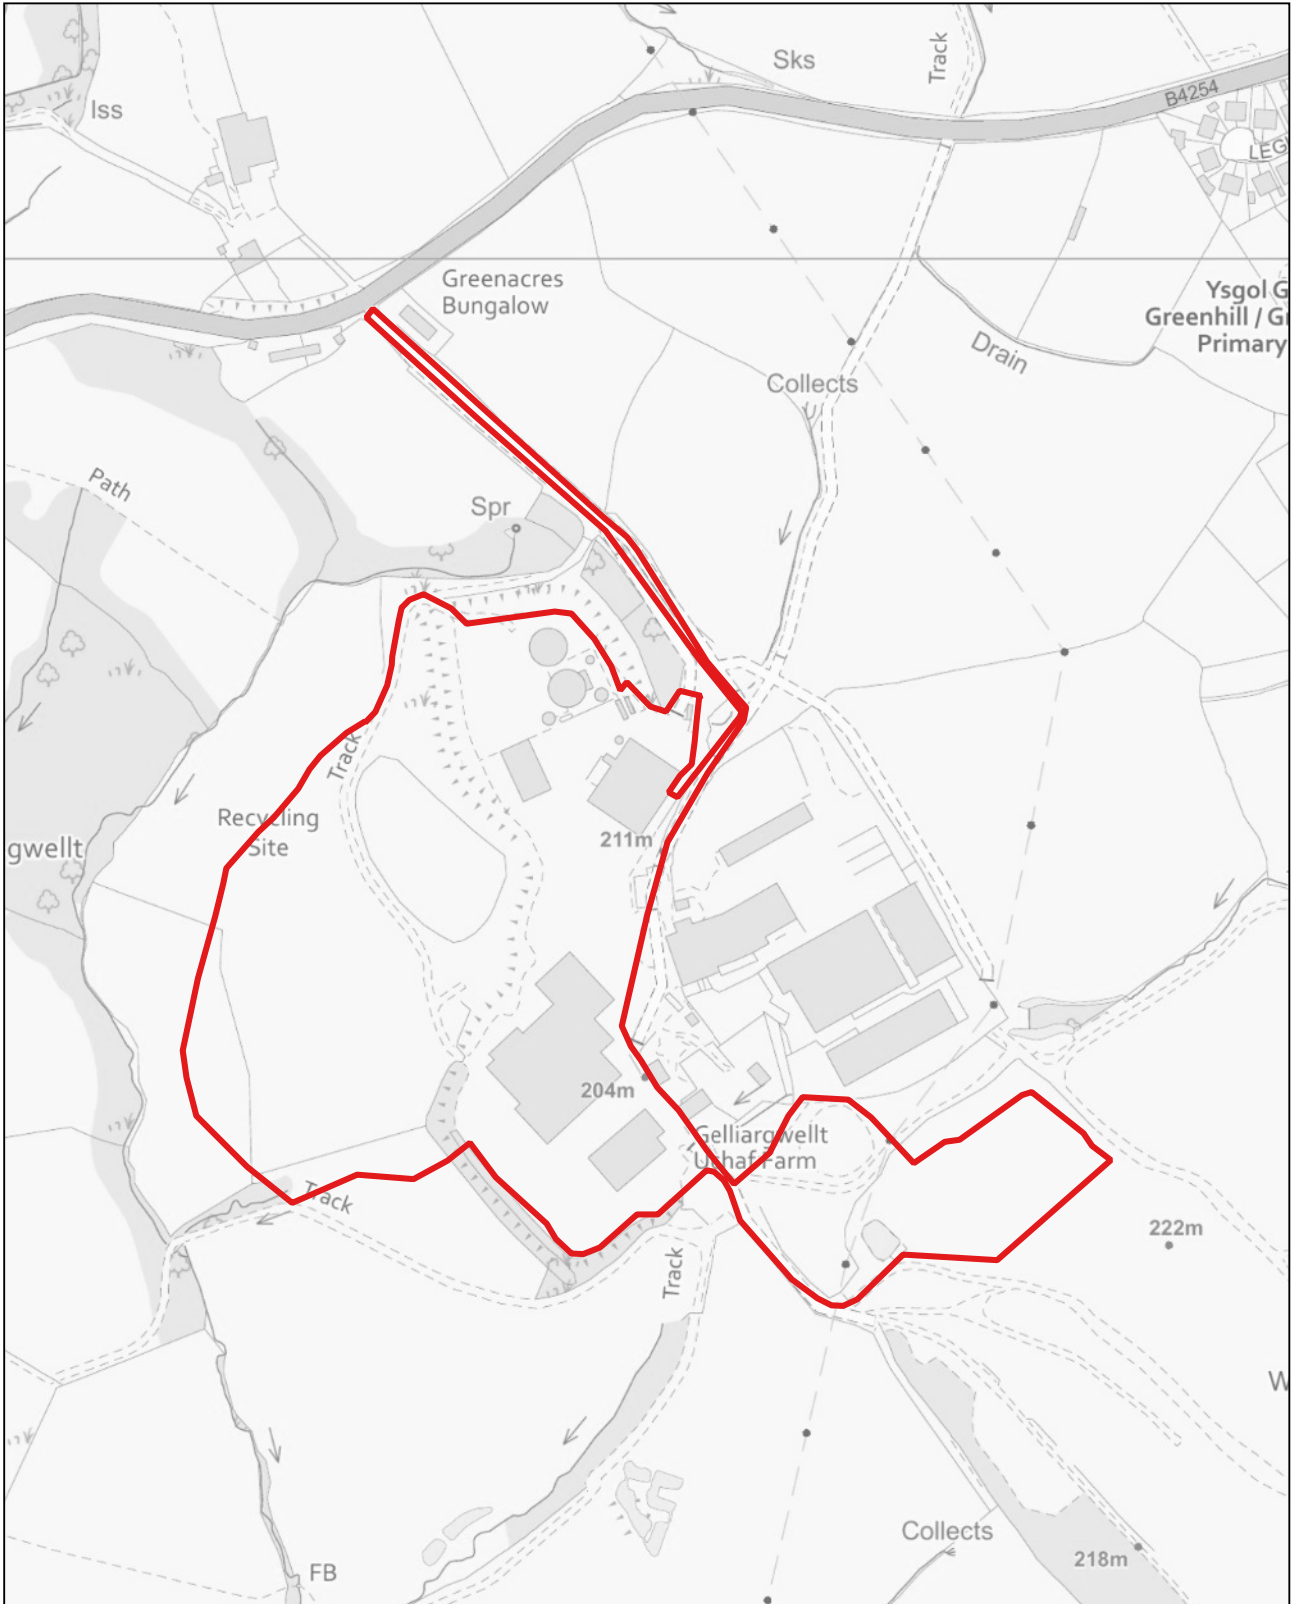 Sks
Track
B4254
Iss
LEG
Greenacres
Bungalow
Ysgol G
Greenhill / G
Primary
Drain
Collects
Path
Spr
Track
Recycling
Site
gwellt
211m
204m
Gelliargwellt
Uchaf Farm
Track
222m
Track
W
Collects
218m
FB